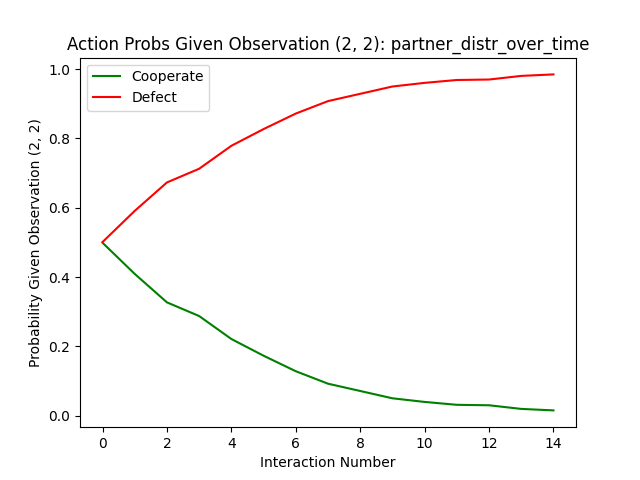 Action Probs Given Observation (2, 2): partner_distr_over_time
Cooperate
Defect
1.0
0.8
0.6
0.4
0.2
0.0
Probability Given Observation (2, 2)
0 2 4 6 8 10 12 14
Interaction Number